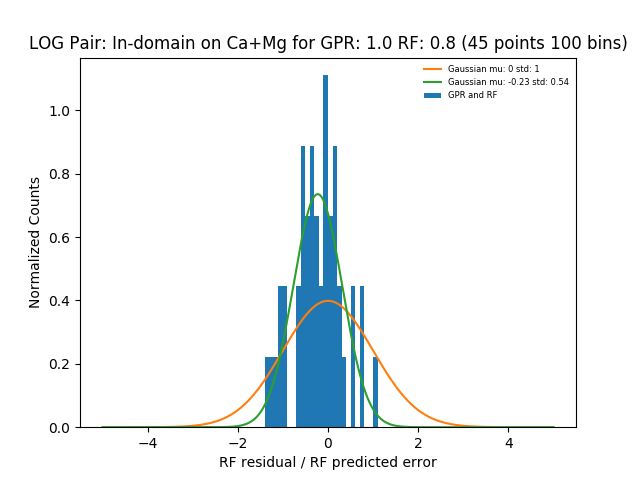 LOG Pair: In-domain on Ca+Mg for GPR: 1.0 RF: 0.8 (45 points 100 bins)
Gaussian mu: 0 std: 1
Gaussian mu: -0.23 std: 0.54
GPR and RF
Normalized Counts
1.0
0.8
0.6
0.4
0.2
0.0
−4
−2
0
2
4
RF residual / RF predicted error